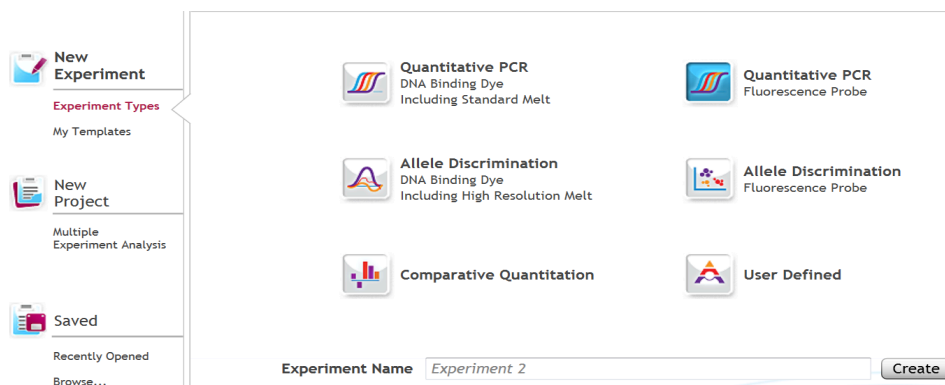 New
Experiment
Experiment Types
My Templates
New
Project
Multiple
Experiment Analysis
Saved
Recently Opened
Browse...
Quantitative PCR
DNA Binding Dye
Including Standard Melt
Quantitative PCR
Fluorescence Probe
Allele Discrimination
DNA Binding Dye
Including High Resolution Melt
Allele Discrimination
Fluorescence Probe
Comparative Quantitation
User Defined
Experiment Name Experiment 2 Create